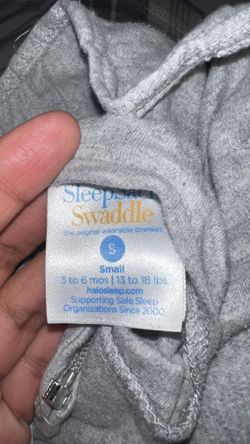 SleepSack
Swaddle
the original wearable blanket
S
Small
3 to 6 mos | 13 to 18 lbs
halosleep.com
Supporting Safe Sleep
Organizations Since 2000